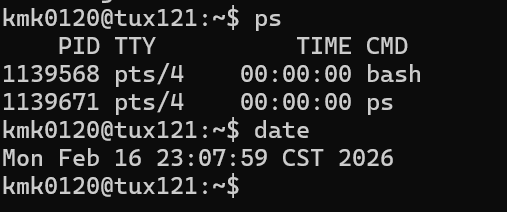 kmk0120@tux121:~$ ps
    PID TTY          TIME CMD
1139568 pts/4    00:00:00 bash
1139671 pts/4    00:00:00 ps
kmk0120@tux121:~$ date
Mon Feb 16 23:07:59 CST 2026
kmk0120@tux121:~$